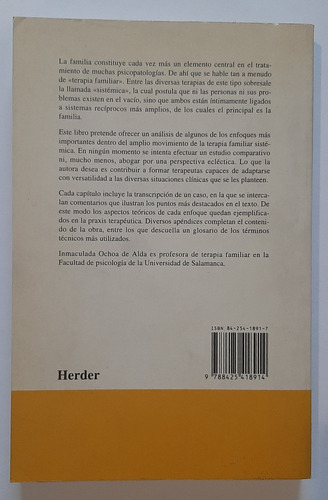 La familia constituye cada vez más un elemento central en el trata-
miento de muchas psicopatologías. De ahí que se hable tan a menudo
de «terapia familiar». Entre las diversas terapias de este tipo sobresale
la llamada «sistémica», la cual postula que ni las personas ni sus pro-
blemas existen en el vacío, sino que ambos están íntimamente ligados
a sistemas recíprocos más amplios, de los cuales el principal es la
familia.
Este libro pretende ofrecer un análisis de algunos de los enfoques más
importantes dentro del amplio movimiento de la terapia familiar sisté-
mica. En ningún momento se intenta efectuar un estudio comparativo
ni, mucho menos, abogar por una perspectiva ecléctica. Lo que la
autora desea es contribuir a formar terapeutas capaces de adaptarse
con versatilidad a las diversas situaciones clínicas que se les planteen.
Cada capítulo incluye la transcripción de un caso, en la que se interca-
lan comentarios que ilustran los puntos más destacados en el texto. De
este modo los aspectos teóricos de cada enfoque quedan ejemplifica-
dos en la praxis terapéutica. Diversos apéndices completan el conteni-
do de la obra, entre los que descuella un glosario de los términos
técnicos más utilizados.
Inmaculada Ochoa de Alda es profesora de terapia familiar en la
Facultad de psicología de la Universidad de Salamanca.
ISBN 84-254-1891-7
9 788425 418914
Herder